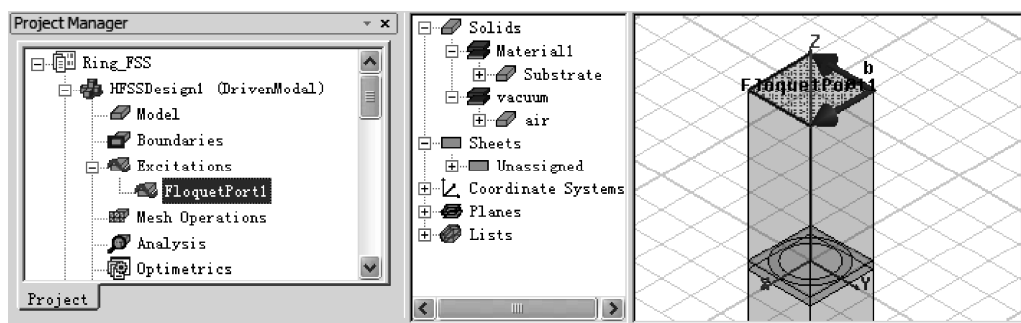 Project Manager
Ring_FSS
HFSSDesign1 (DrivenModal)
Model
Boundaries
Excitations
FloquetPort1
Mesh Operations
Analysis
Optimetrics
Project
Solids
Material1
Substrate
vacuum
air
Sheets
Unassigned
Coordinate Systems
Planes
Lists
Z
b
FloquetPort1
X
Y